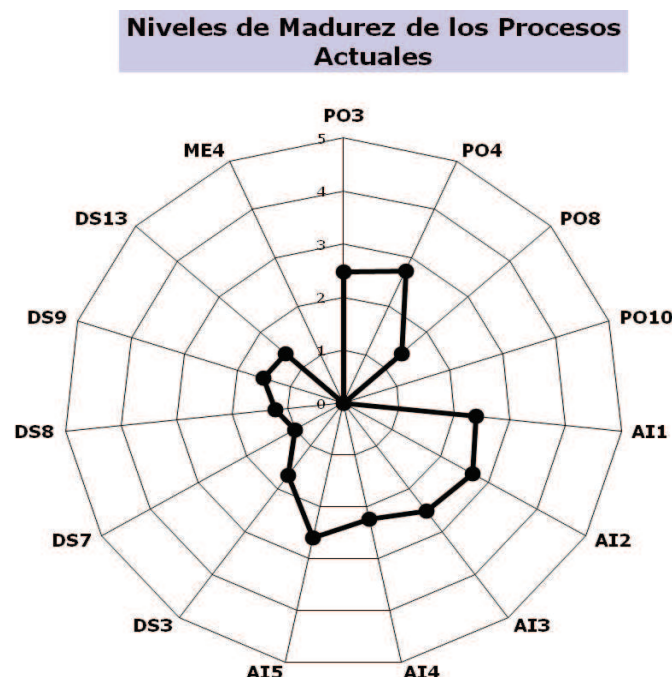 Niveles de Madurez de los Procesos
Actuales
PO3
5
ME4
PO4
4
DS13
PO8
3
2
DS9
PO10
1
0
DS8
AI1
DS7
AI2
DS3
AI3
AI5
AI4